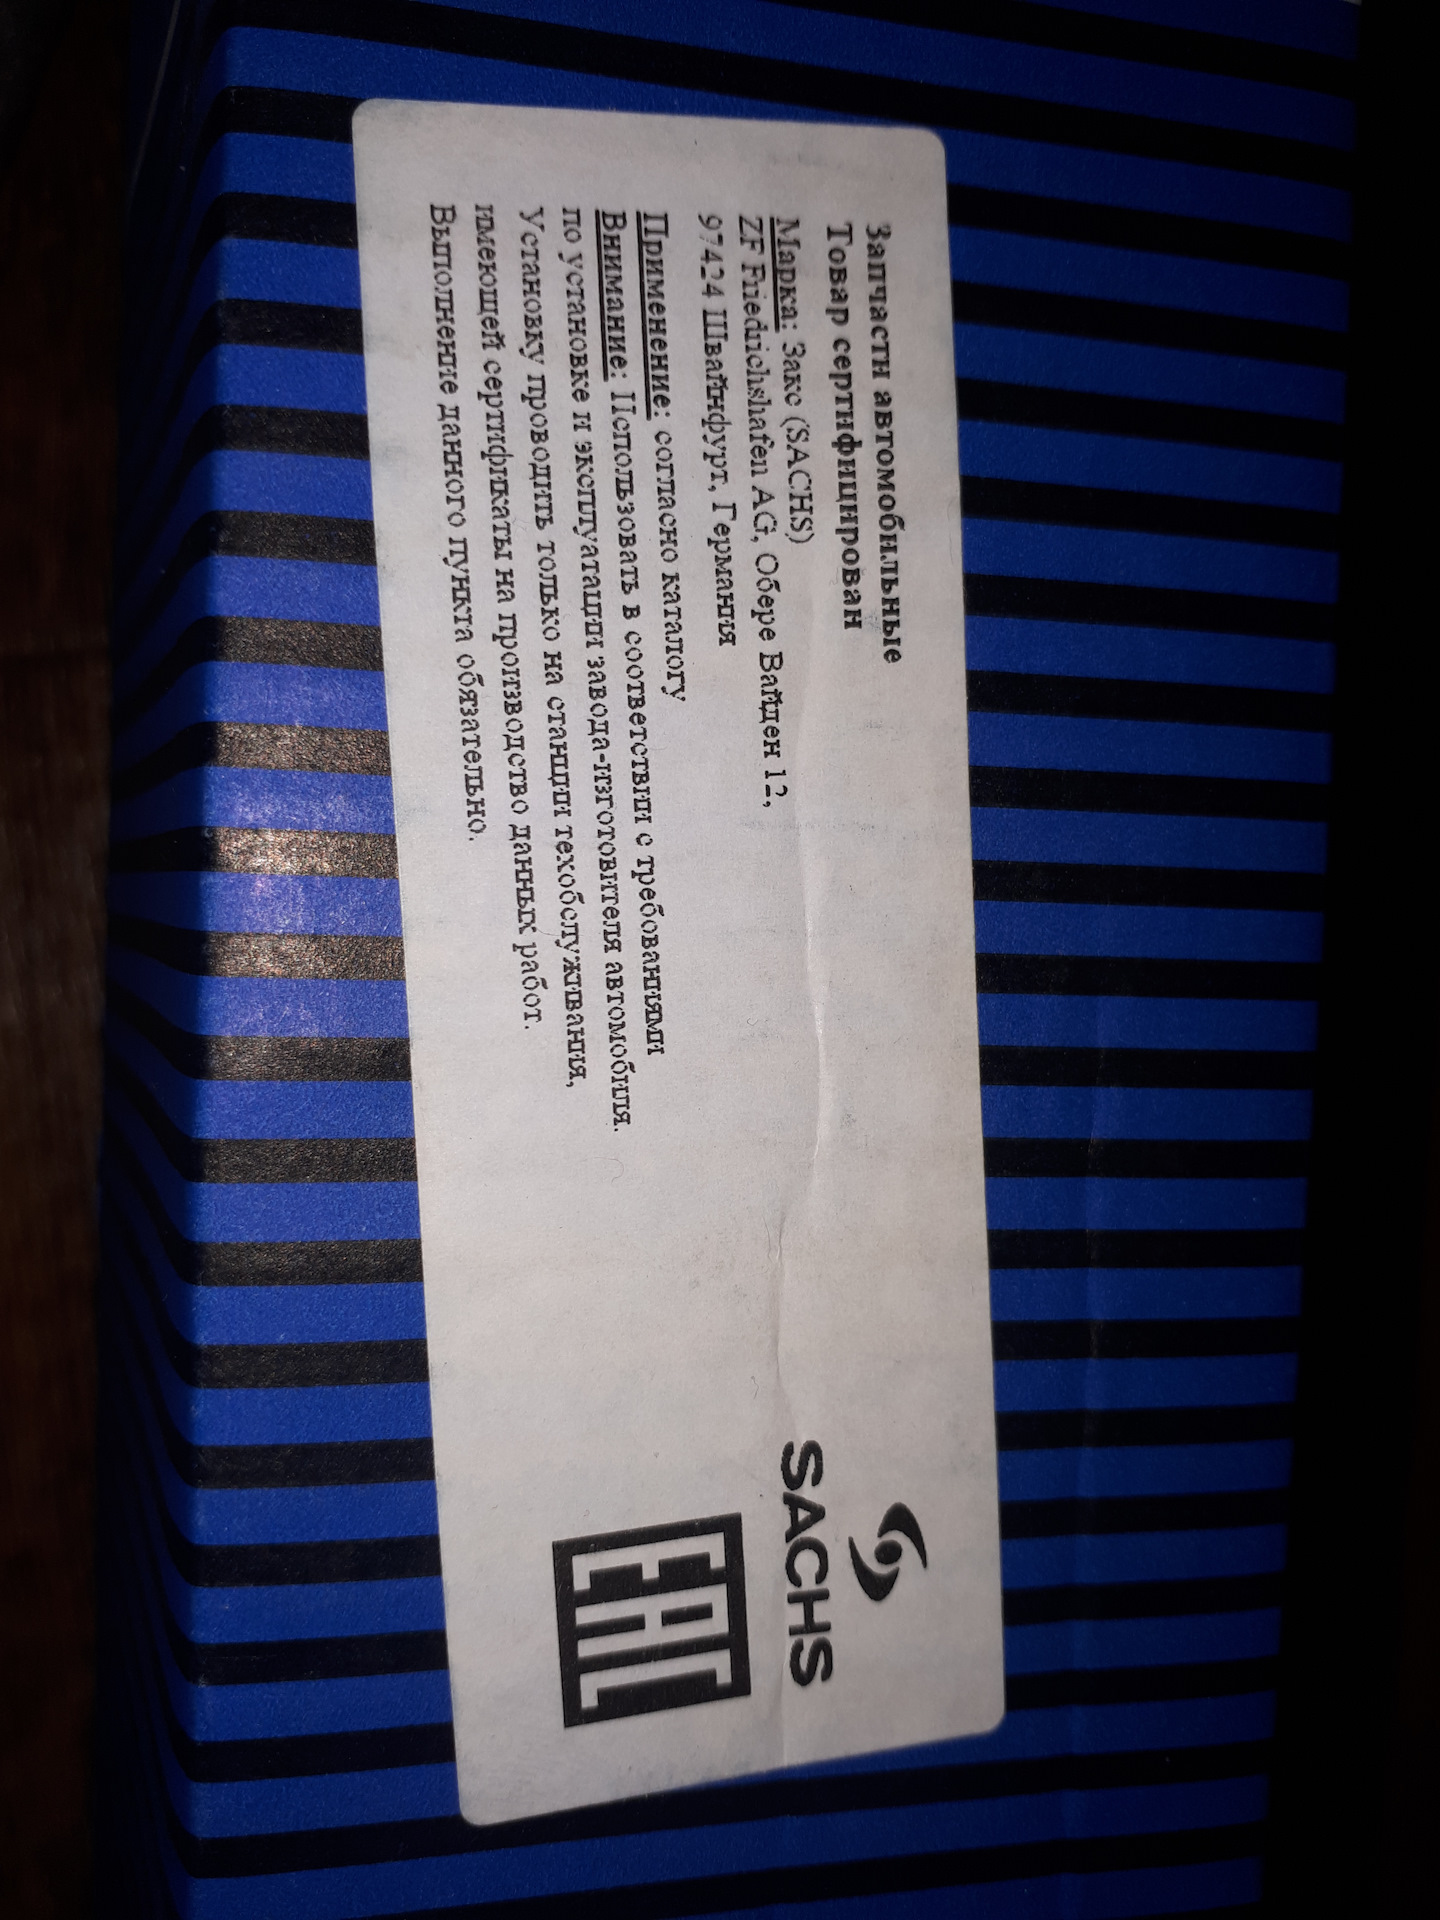 Запчасти автомобильные
Товар сертифицирован
Марка: Закс (SACHS)
ZF Friedrichshafen AG, Обере Вайден 12,
97424 Швайнфурт, Германия
Применение: согласно каталогу
Внимание: Использовать в соответствии с требованиями
по установке и эксплуатации завода-изготовителя автомобиля.
Установку проводить только на станции техобслуживания,
имеющей сертификаты на производство данных работ.
Выполнение данного пункта обязательно.
SACHS
EAC